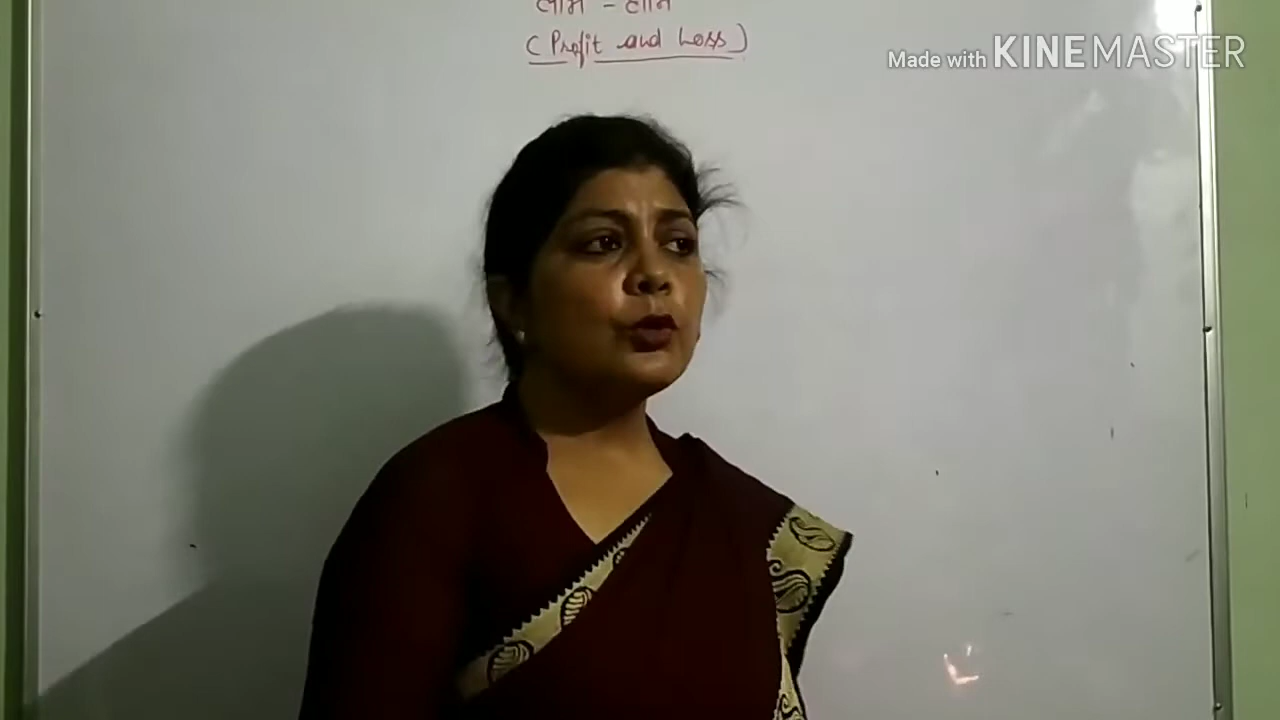 लाभ - हानि
(Profit and Loss)
Made with KINEMASTER